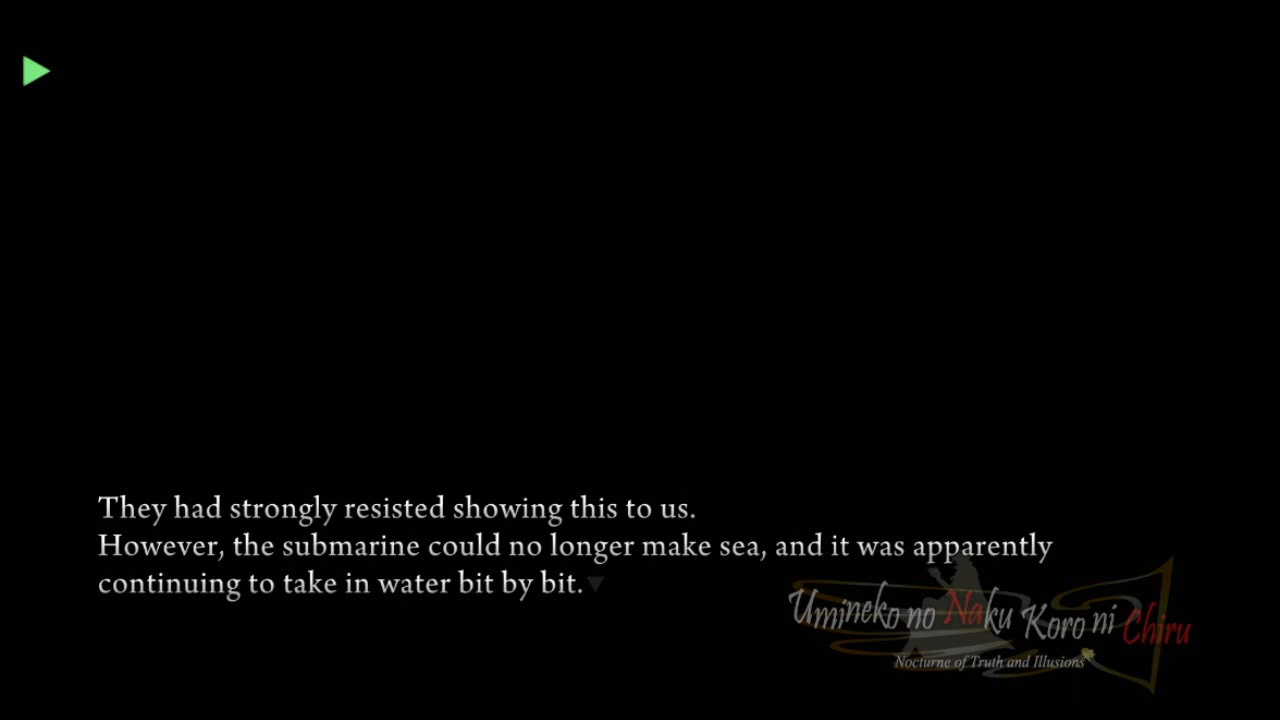 They had strongly resisted showing this to us.
However, the submarine could no longer make sea, and it was apparently
continuing to take in water bit by bit.
Umineko no Naku Koro ni Chiru
Nocturne of Truth and Illusions